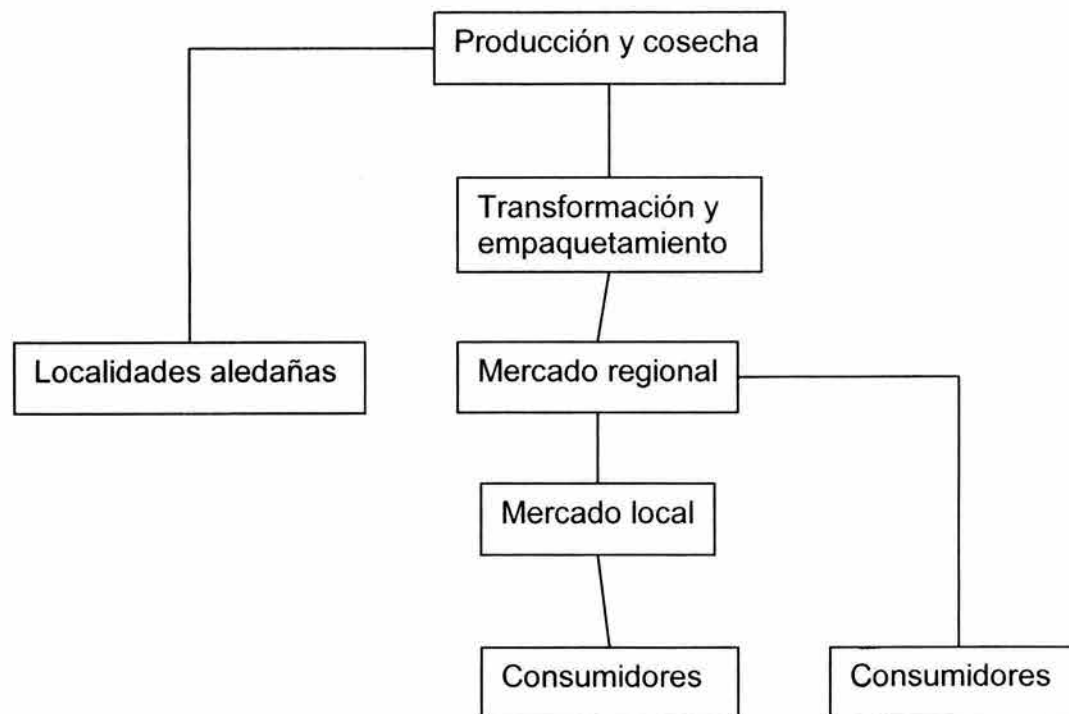 Producción y cosecha
Transformación y
empaquetamiento
Localidades aledañas
Mercado regional
Mercado local
Consumidores
Consumidores